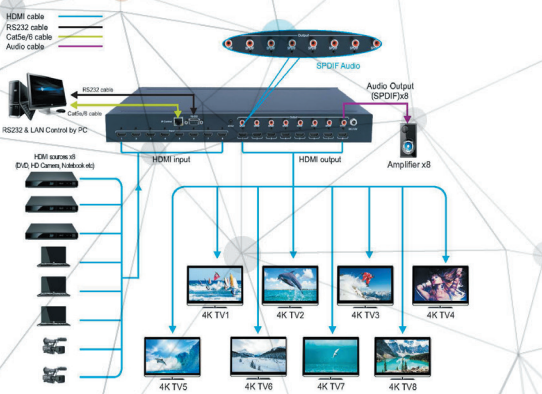 HDMI cable
RS232 cable
Cat5e/6 cable
Audio cable
Output
SPDIF Audio
RS232 cable
Cat5e/6 cable
RS232 & LAN Control by PC
Audio Output
(SPDIF)x8
Amplifier x8
HDMI input
HDMI output
HDMI sources x8
(DVD, HD Camera, Notebook etc)
4K TV1
4K TV2
4K TV3
4K TV4
4K TV5
4K TV6
4K TV7
4K TV8